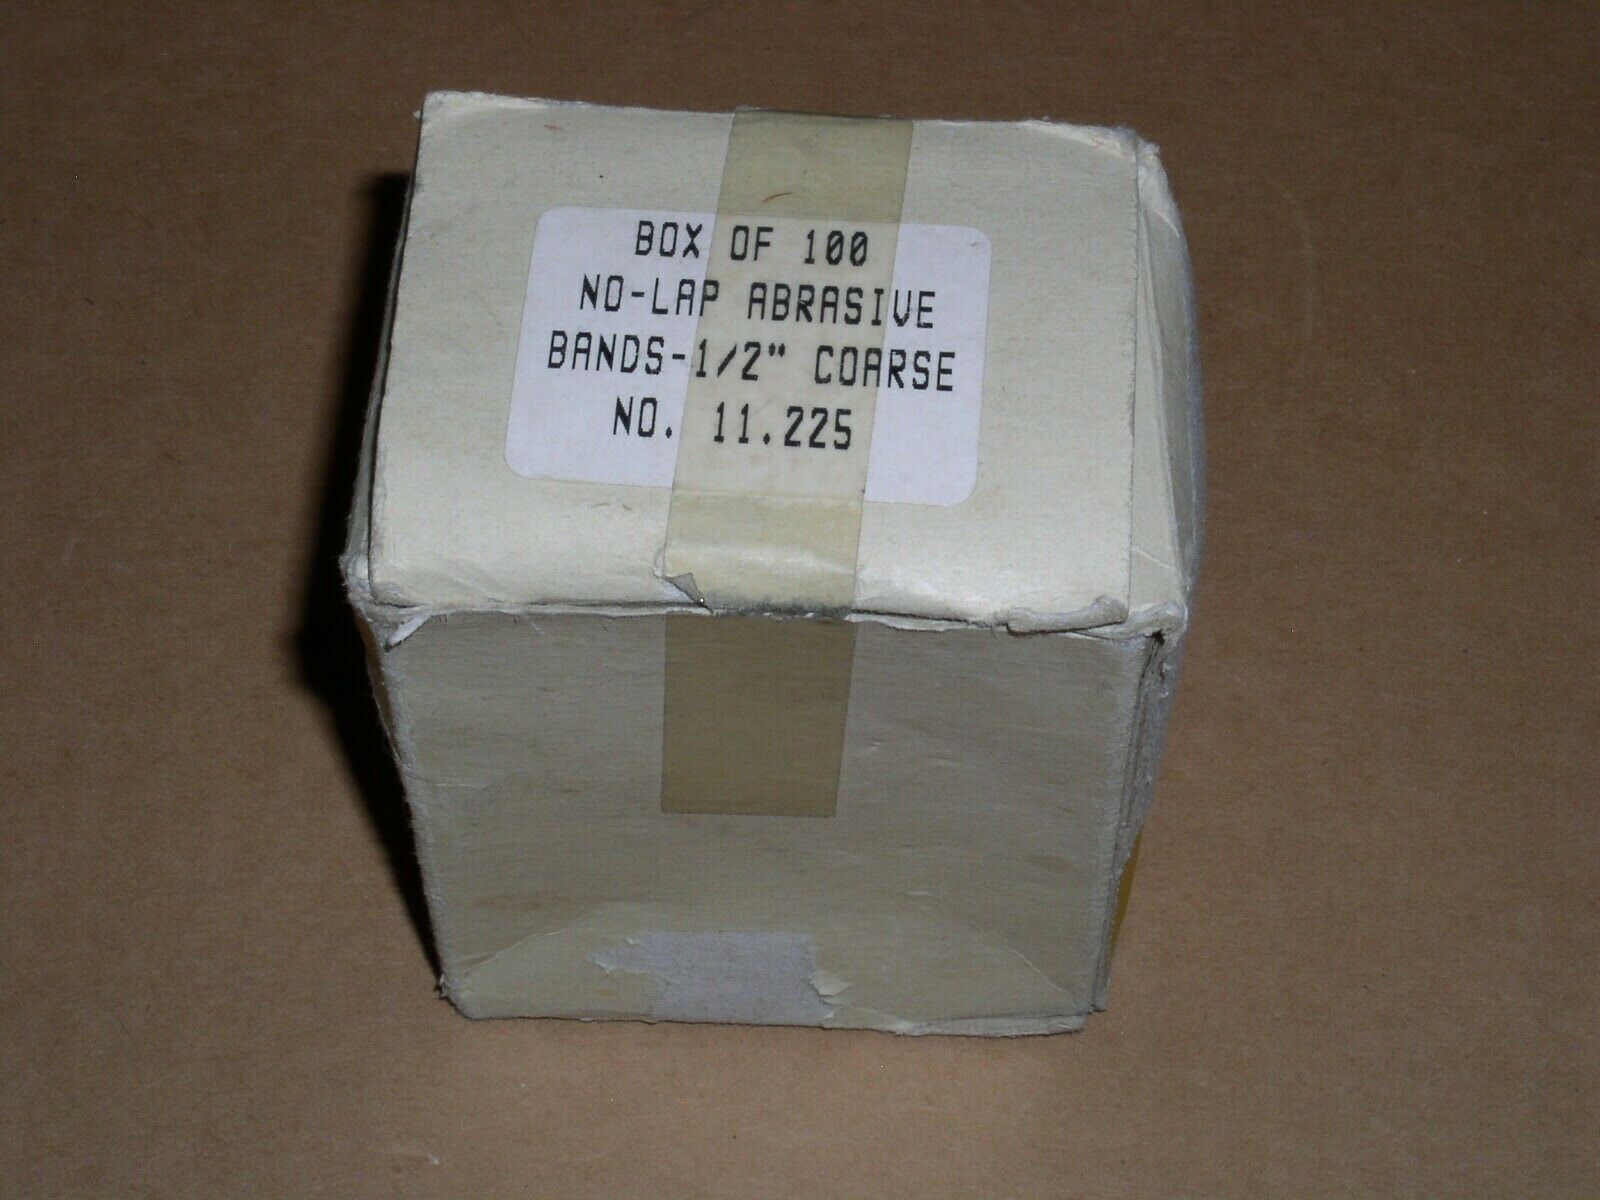 BOX OF 100
NO-LAP ABRASIVE
BANDS-1/2" COARSE
NO. 11.225